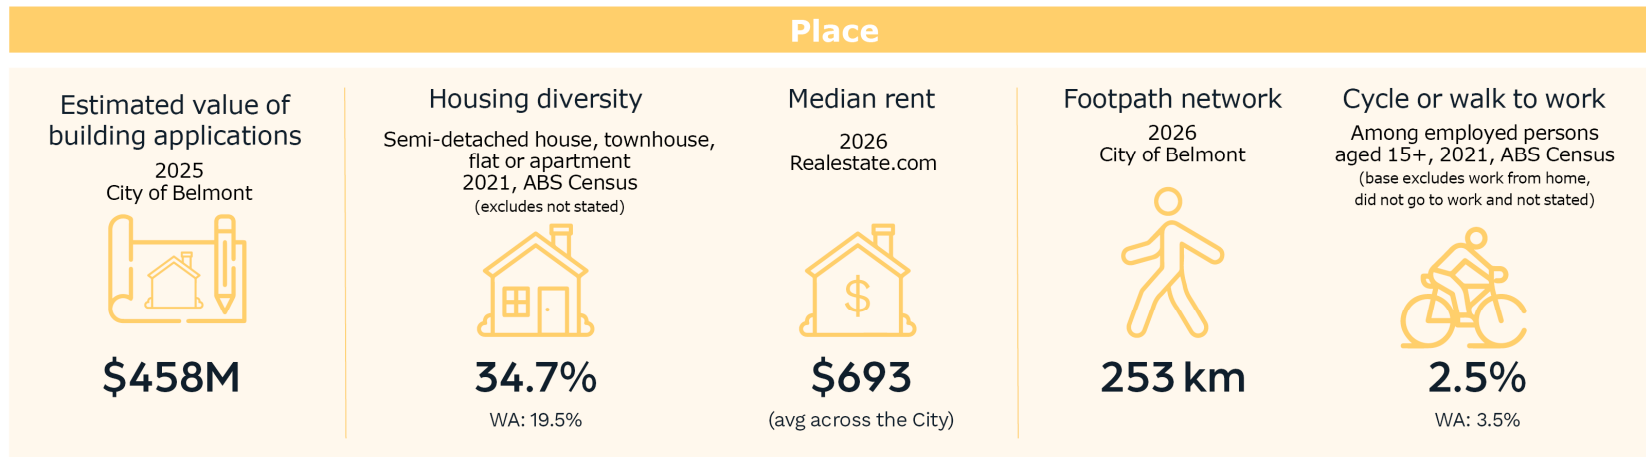 Place
Estimated value of
building applications
2025
City of Belmont
$458M
Housing diversity
Semi-detached house, townhouse,
flat or apartment
2021, ABS Census
(excludes not stated)
34.7%
WA: 19.5%
Median rent
2026
Realestate.com
$
$693
(avg across the City)
Footpath network
2026
City of Belmont
253 km
Cycle or walk to work
Among employed persons
aged 15+, 2021, ABS Census
(base excludes work from home,
did not go to work and not stated)
2.5%
WA: 3.5%